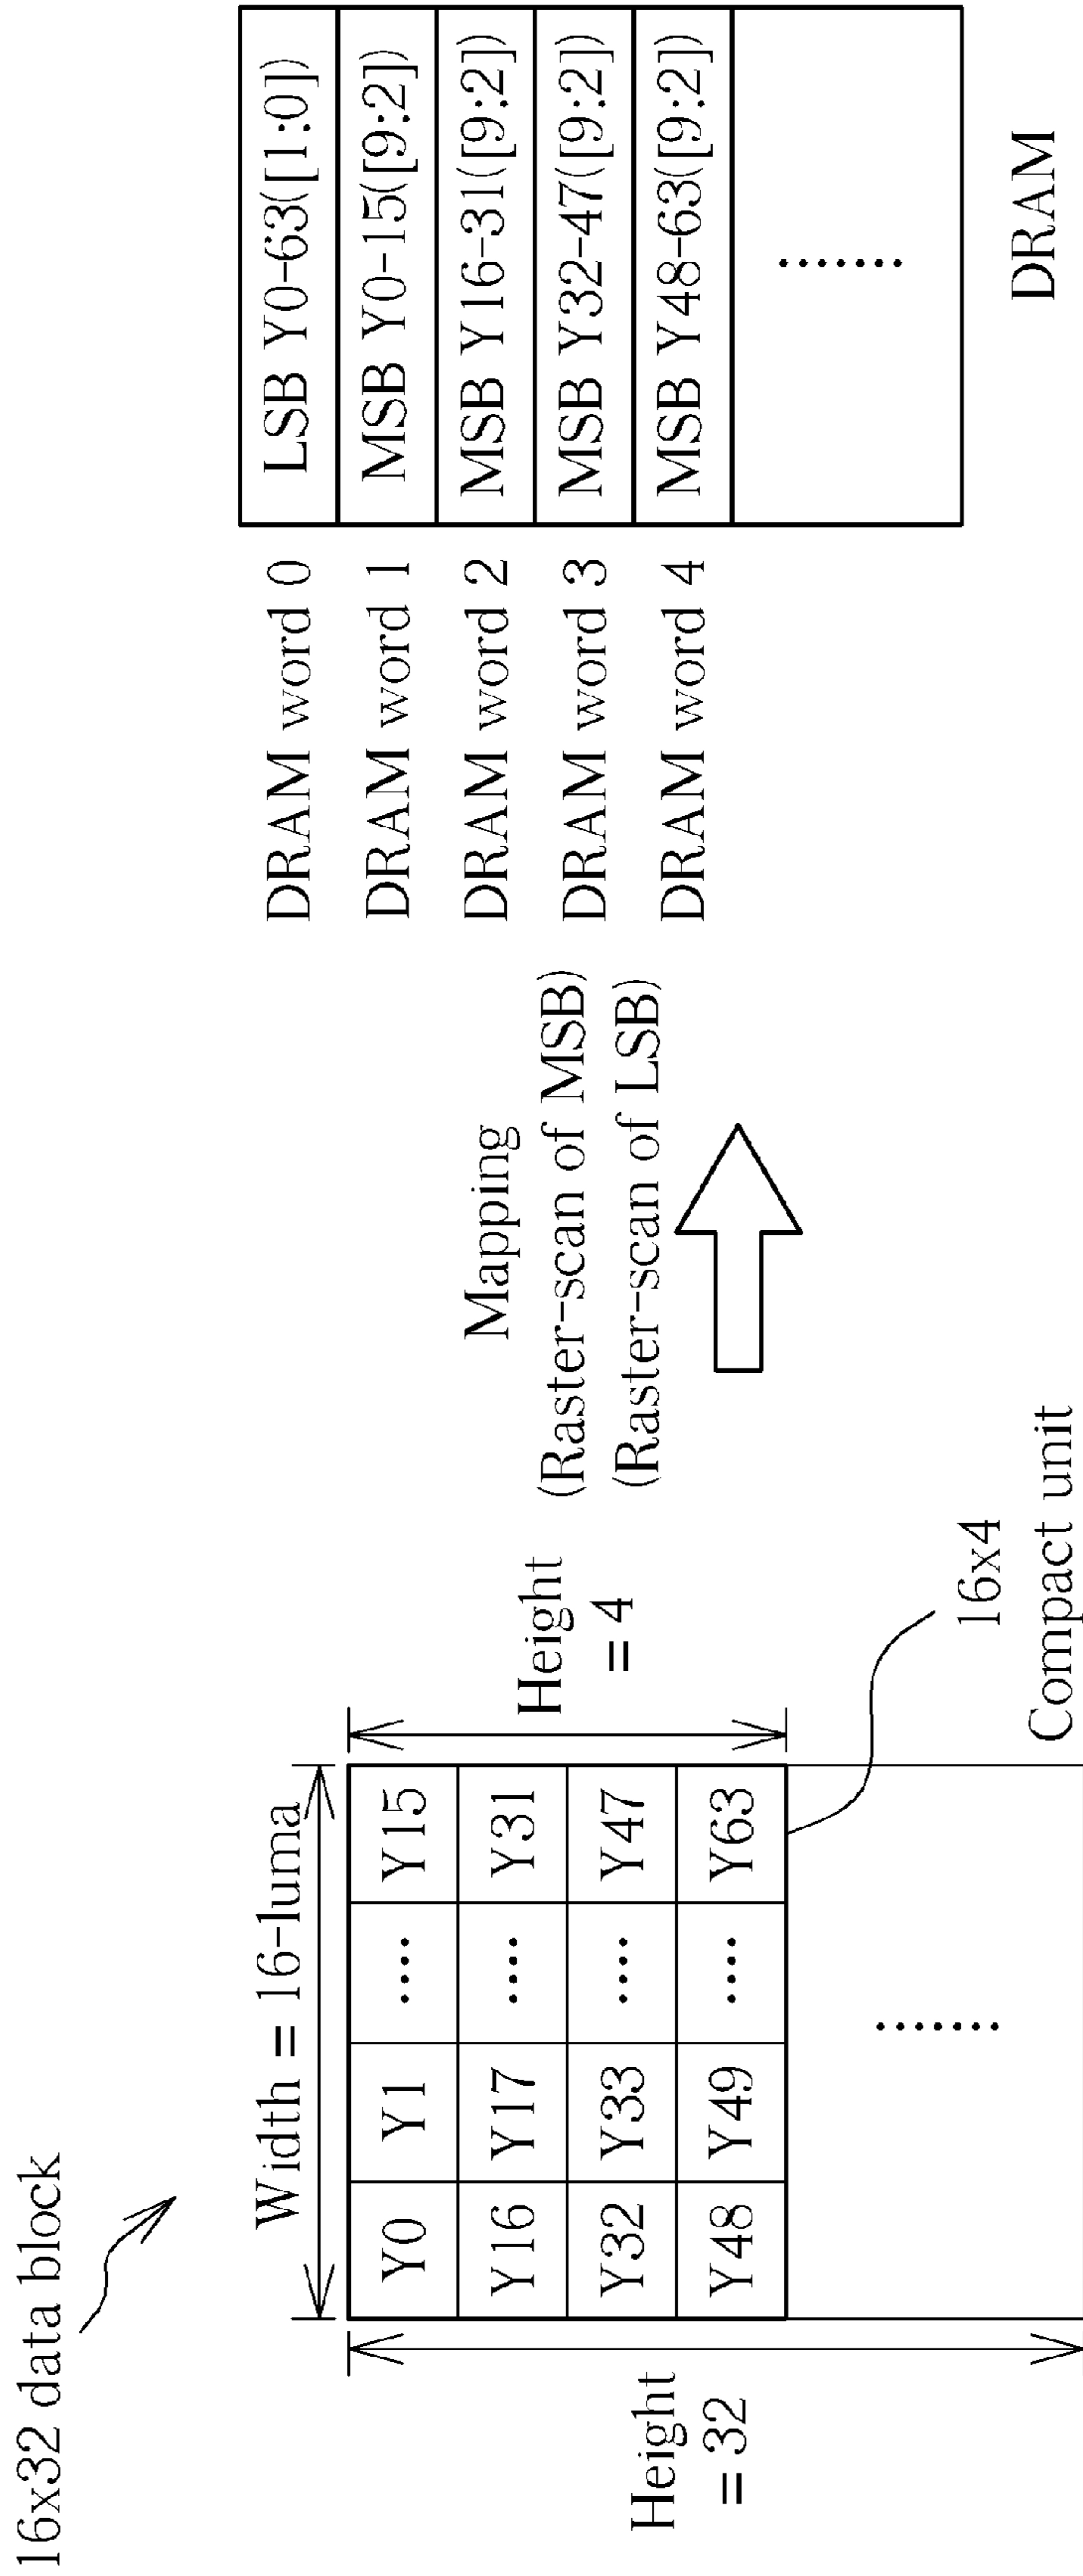 16x32 data block
Width = 16-luma
Height
= 32
Y0 Y1 .... Y15
Y16 Y17 .... Y31
Y32 Y33 .... Y47
Y48 Y49 .... Y63
.......
Height
= 4
16x4
Compact unit
Mapping
(Raster-scan of MSB)
(Raster-scan of LSB)
DRAM word 0 LSB Y0-63([1:0])
DRAM word 1 MSB Y0-15([9:2])
DRAM word 2 MSB Y16-31([9:2])
DRAM word 3 MSB Y32-47([9:2])
DRAM word 4 MSB Y48-63([9:2])
.......
DRAM